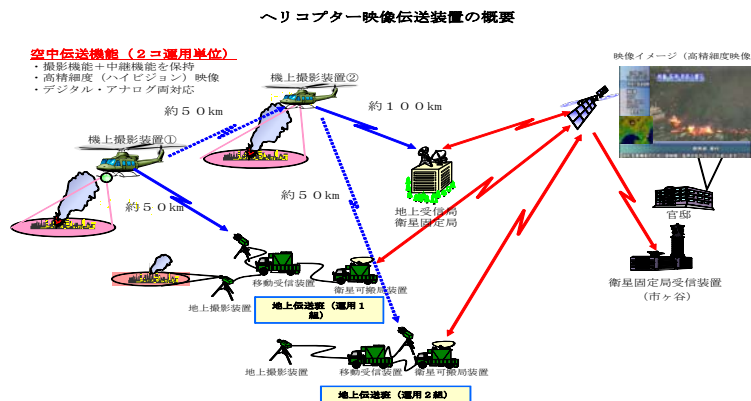 ヘリコプター映像伝送装置の概要
空中伝送機能（２コ運用単位）
・撮影機能＋中継機能を保持
・高精細度（ハイビジョン）映像
・デジタル・アナログ両対応
機上撮影装置②
映像イメージ（高精細度映像
約５０km
約１００km
機上撮影装置①
約５０km
約５０km
地上受信局
衛星固定局
官邸
移動受信装置
衛星可搬局装置
地上撮影装置
衛星固定局受信装置
（市ヶ谷）
地上伝送班（運用１
組）
地上撮影装置
移動受信装置
衛星可搬局装置
地上伝送班（運用２組）